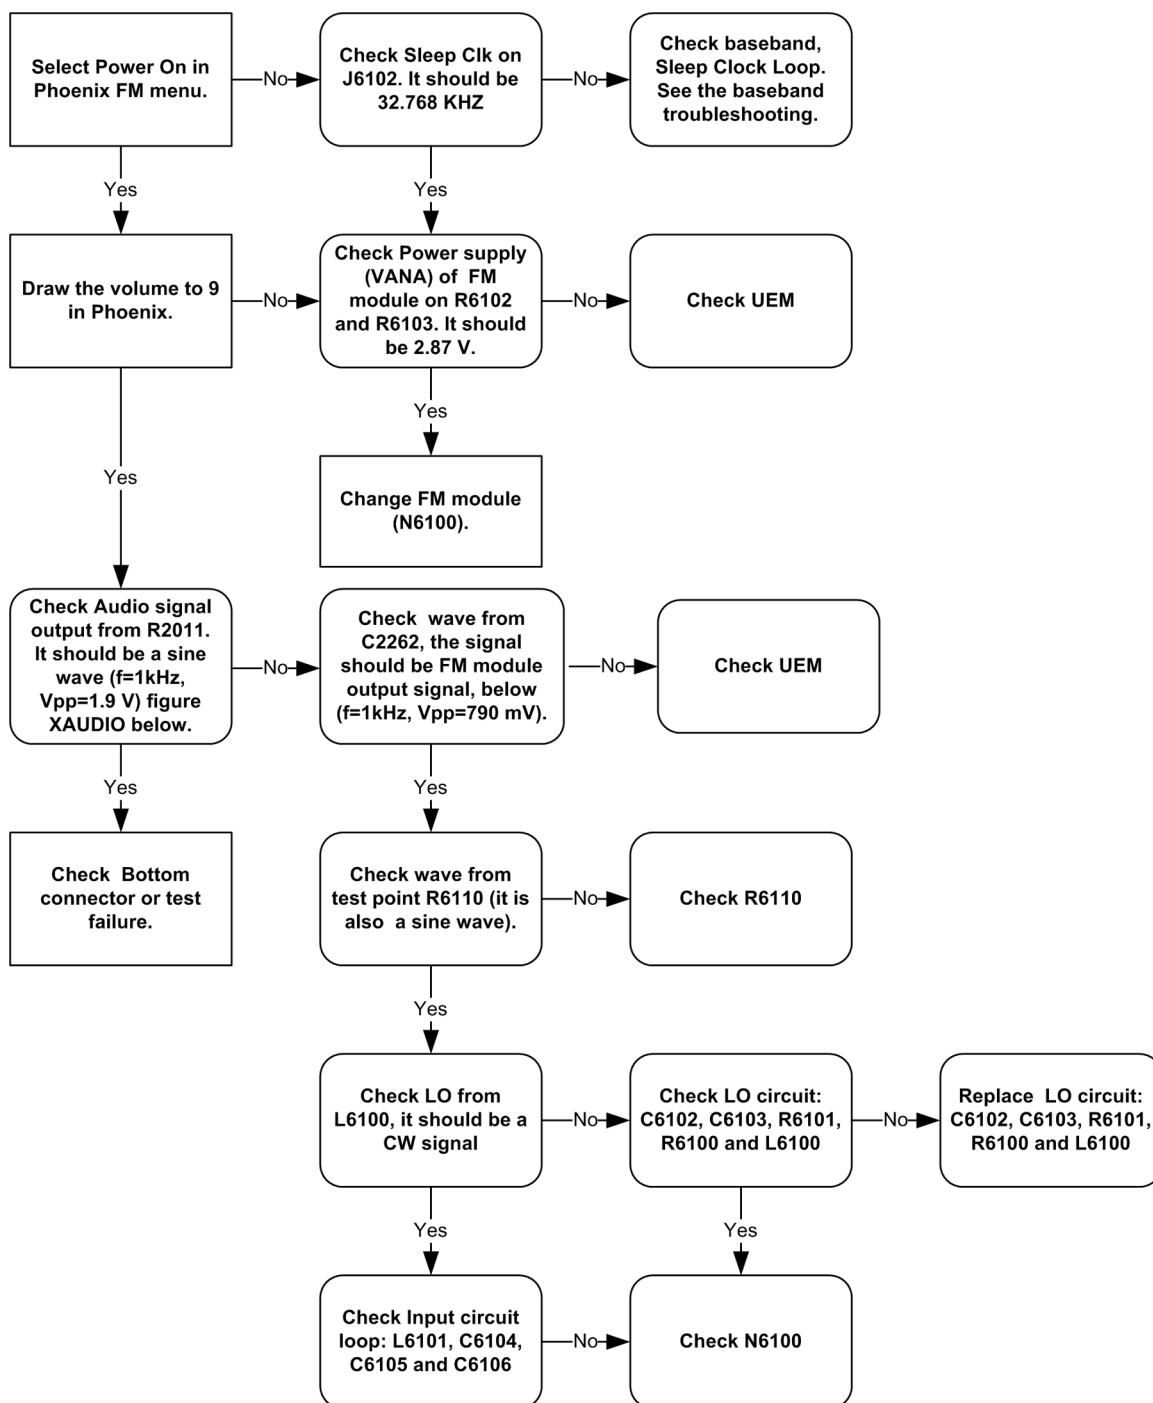 Select Power On in
Phoenix FM menu.
No
Check Sleep Clk on
J6102. It should be
32.768 KHZ
No
Check baseband,
Sleep Clock Loop.
See the baseband
troubleshooting.
Yes
Yes
Draw the volume to 9
in Phoenix.
No
Check Power supply
(VANA) of FM
module on R6102
and R6103. It should
be 2.87 V.
No
Check UEM
Yes
Yes
Change FM module
(N6100).
Check Audio signal
output from R2011.
It should be a sine
wave (f=1kHz,
Vpp=1.9 V) figure
XAUDIO below.
No
Check wave from
C2262, the signal
should be FM module
output signal, below
(f=1kHz, Vpp=790 mV).
No
Check UEM
Yes
Yes
Check Bottom
connector or test
failure.
Check wave from
test point R6110 (it is
also a sine wave).
No
Check R6110
Yes
Check LO from
L6100, it should be a
CW signal
No
Check LO circuit:
C6102, C6103, R6101,
R6100 and L6100
No
Replace LO circuit:
C6102, C6103, R6101,
R6100 and L6100
Yes
Yes
Check Input circuit
loop: L6101, C6104,
C6105 and C6106
No
Check N6100